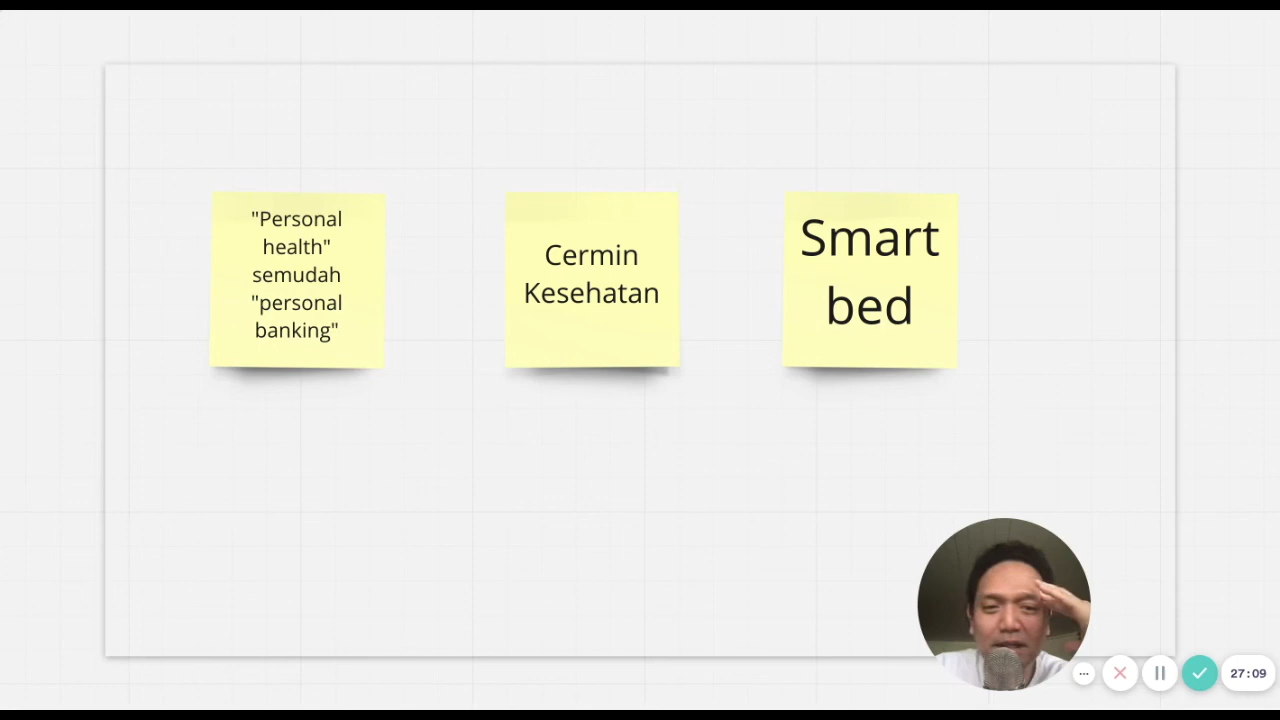 "Personal
health"
semudah
"personal
banking"
Cermin
Kesehatan
Smart
bed
27:09